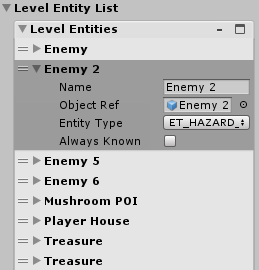 Level Entity List
Level Entities
Enemy
Enemy 2
Name Enemy 2
Object Ref Enemy 2
Entity Type ET_HAZARD_
Always Known
Enemy 5
Enemy 6
Mushroom POI
Player House
Treasure
Treasure